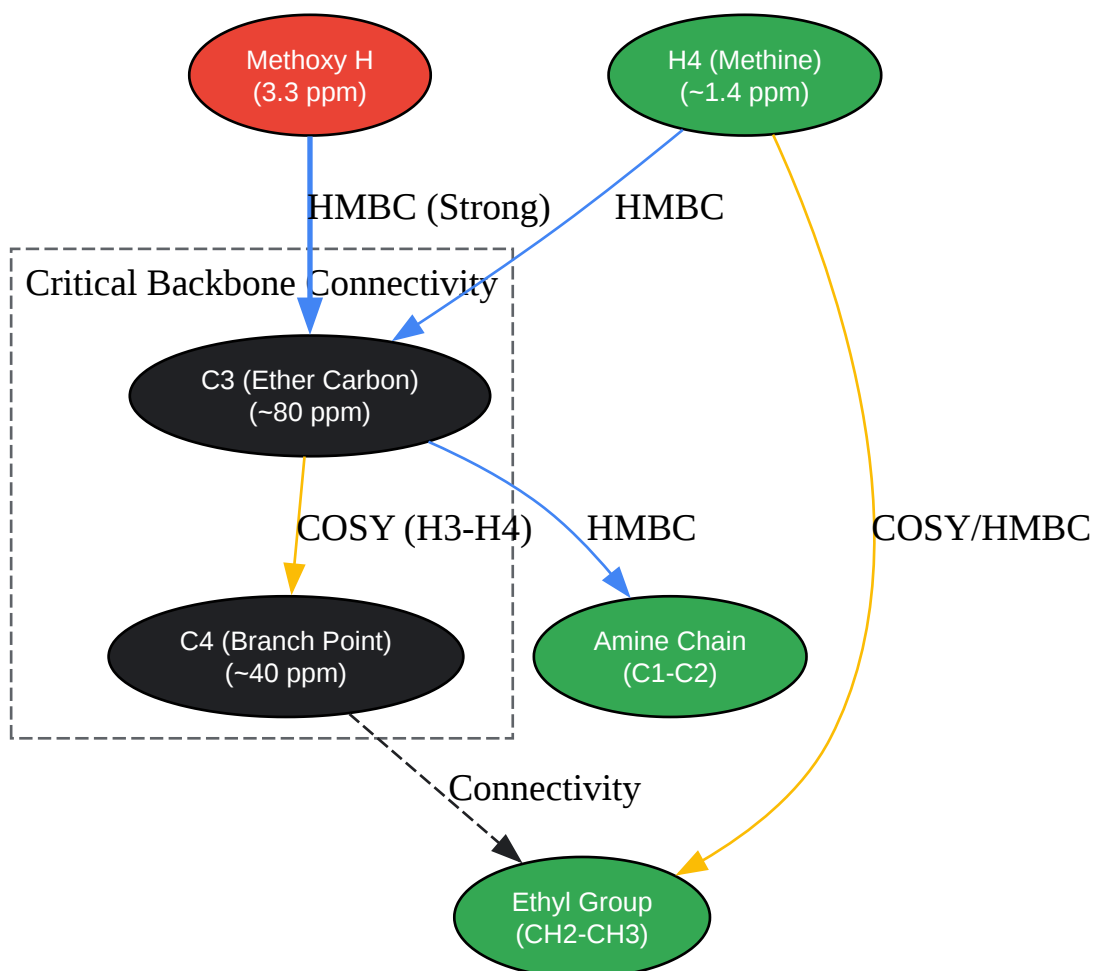 Methoxy H
(3.3 ppm)
H4 (Methine)
(~1.4 ppm)
HMBC (Strong)
HMBC
Critical Backbone Connectivity
C3 (Ether Carbon)
(~80 ppm)
COSY (H3-H4)
HMBC
COSY/HMBC
C4 (Branch Point)
(~40 ppm)
Amine Chain
(C1-C2)
Connectivity
Ethyl Group
(CH2-CH3)